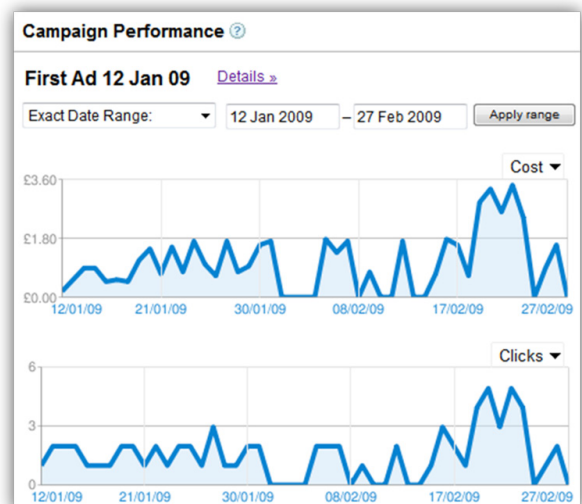 Campaign Performance ?
First Ad 12 Jan 09 Details »
Exact Date Range: 12 Jan 2009 – 27 Feb 2009 Apply range
Cost
£3.60
£1.80
£0.00
12/01/09 21/01/09 30/01/09 08/02/09 17/02/09 27/02/09
Clicks
6
3
0
12/01/09 21/01/09 30/01/09 08/02/09 17/02/09 27/02/09